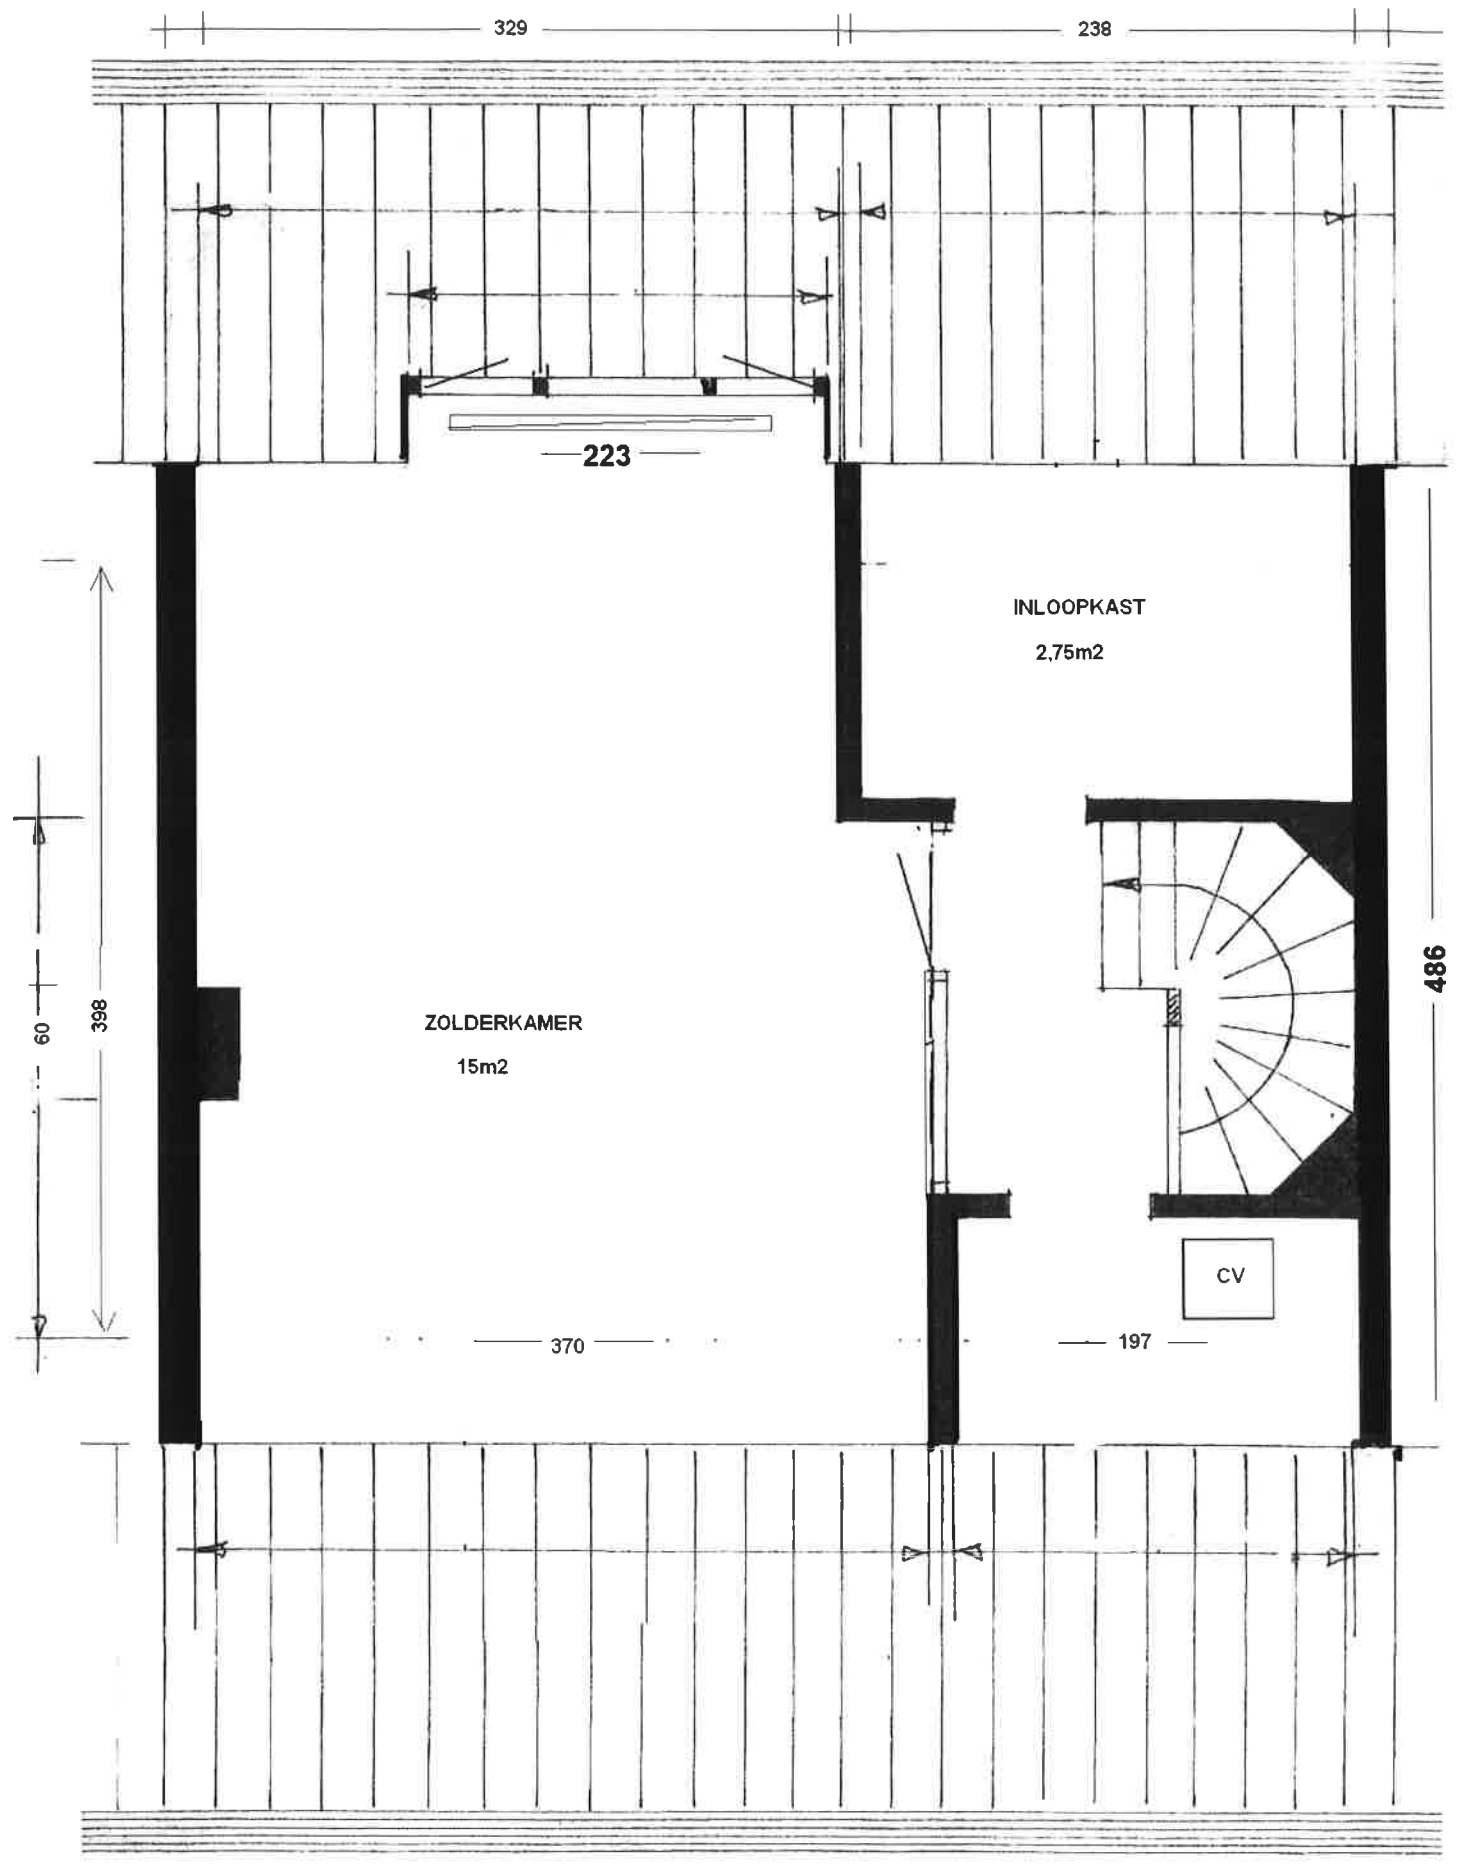 329
238
223
INLOOPKAST
2,75m2
486
398
60
ZOLDERKAMER
15m2
CV
370
197